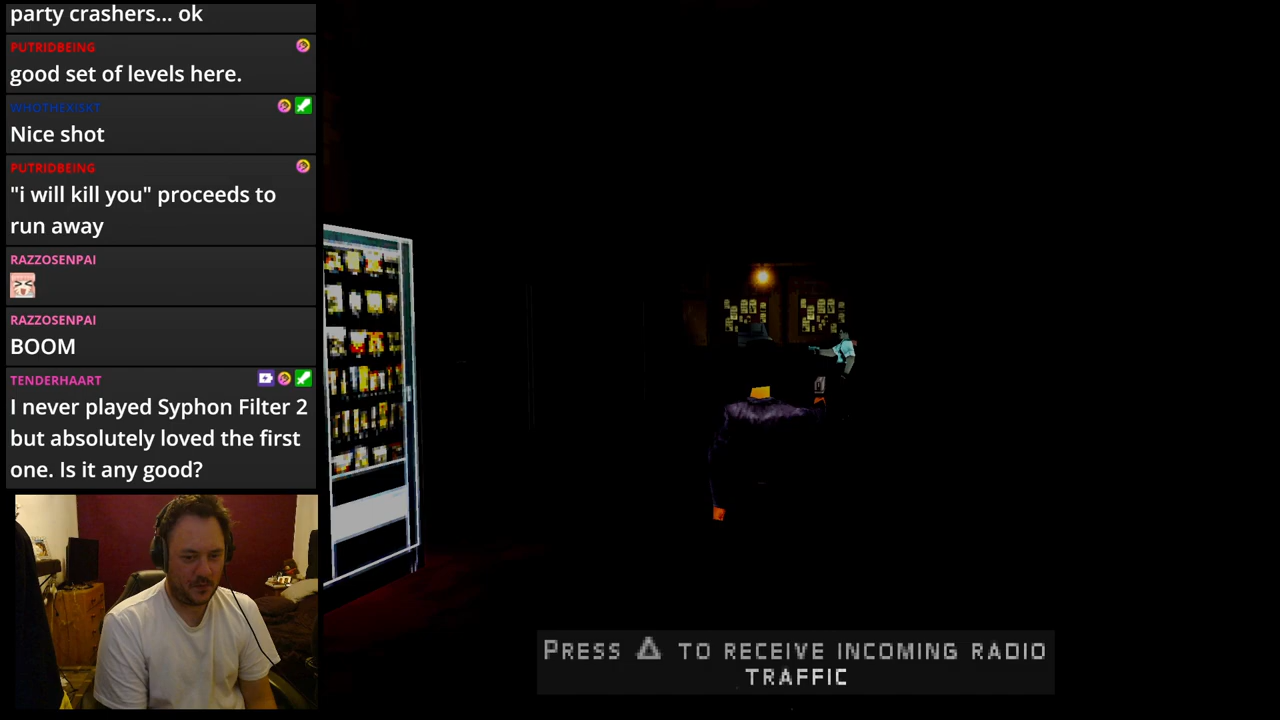 party crashers... ok
PUTRIDBEING
good set of levels here.
WHOTHEXISKT
Nice shot
PUTRIDBEING
"i will kill you" proceeds to
run away
RAZZOSENPAI
RAZZOSENPAI
BOOM
TENDERHAART
I never played Syphon Filter 2
but absolutely loved the first
one. Is it any good?
PRESS △ TO RECEIVE INCOMING RADIO
TRAFFIC